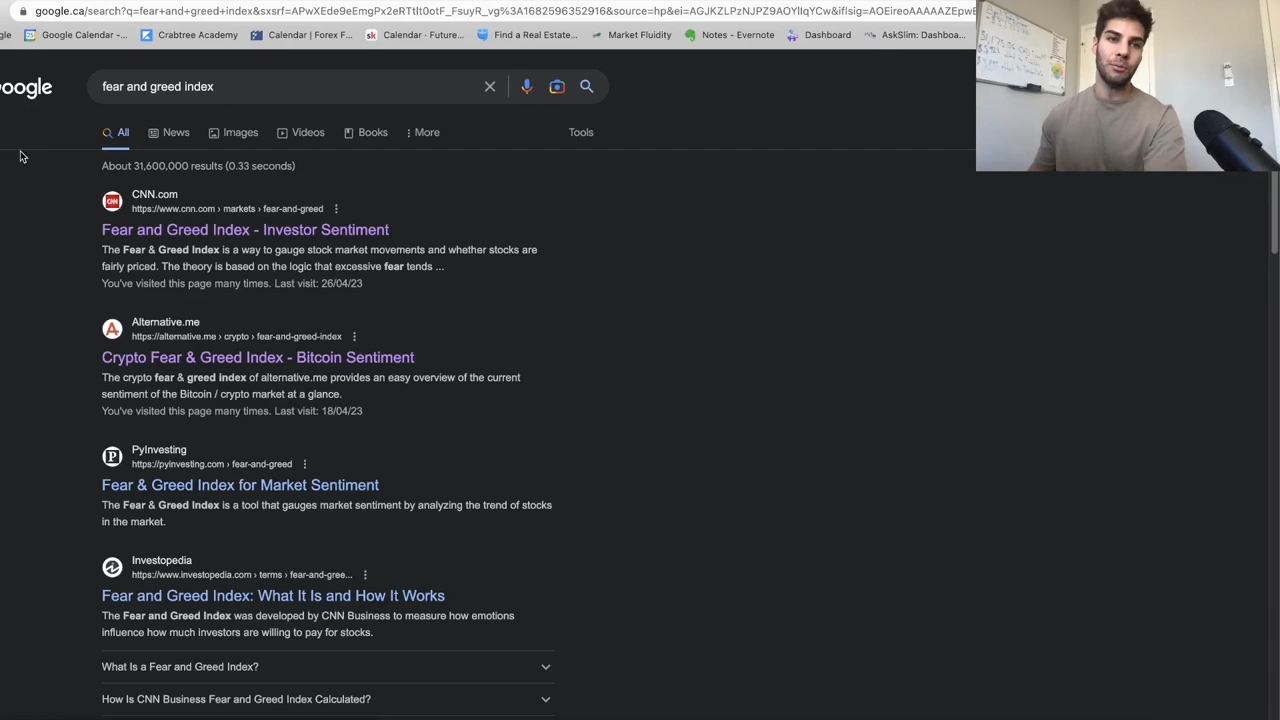 google.ca/search?q=fear+and+greed+index&sxsrf=APwXEde9eEmgPx2eRTtIt0otF_FsuyR_vg%3A1682596352916&source=hp&ei=AGJKZLPzNJPZ9AOYlIqYCw&iflsig=AOEireoAAAAAZEpwE
gle Google Calendar -... Crabtree Academy Calendar | Forex F... Calendar · Future... Find a Real Estate... Market Fluidity Notes - Evernote Dashboard AskSlim: Dashboa...
oogle fear and greed index
All News Images Videos Books More Tools
About 31,600,000 results (0.33 seconds)
CNN.com
https://www.cnn.com › markets › fear-and-greed
Fear and Greed Index - Investor Sentiment
The Fear & Greed Index is a way to gauge stock market movements and whether stocks are
fairly priced. The theory is based on the logic that excessive fear tends ...
You've visited this page many times. Last visit: 26/04/23
Alternative.me
https://alternative.me › crypto › fear-and-greed-index
Crypto Fear & Greed Index - Bitcoin Sentiment
The crypto fear & greed index of alternative.me provides an easy overview of the current
sentiment of the Bitcoin / crypto market at a glance.
You've visited this page many times. Last visit: 18/04/23
PyInvesting
https://pyinvesting.com › fear-and-greed
Fear & Greed Index for Market Sentiment
The Fear & Greed Index is a tool that gauges market sentiment by analyzing the trend of stocks
in the market.
Investopedia
https://www.investopedia.com › terms › fear-and-gree...
Fear and Greed Index: What It Is and How It Works
The Fear and Greed Index was developed by CNN Business to measure how emotions
influence how much investors are willing to pay for stocks.
What Is a Fear and Greed Index?
How Is CNN Business Fear and Greed Index Calculated?